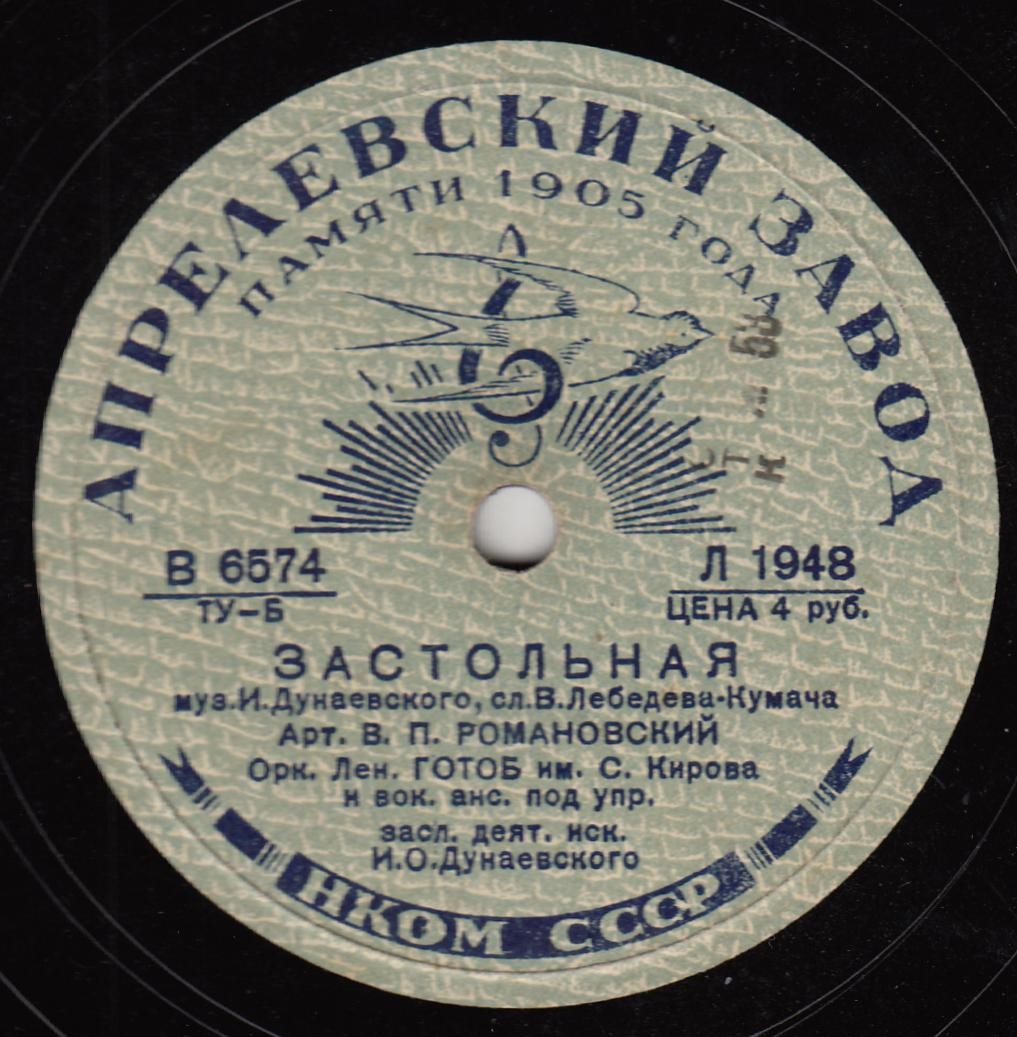 АПРЕЛЕВСКИЙ ЗАВОД
ПАМЯТИ 1905 ГОДА
В 6574
ТУ-Б
Л 1948
ЦЕНА 4 руб.
ЗАСТОЛЬНАЯ
муз.И.Дунаевского, сл.В.Лебедева-Кумача
Арт. В. П. РОМАНОВСКИЙ
Орк. Лен. ГОТОБ им. С. Кирова
и вок. анс. под упр.
засл. деят. иск.
И.О.Дунаевского
НКОМ СССР